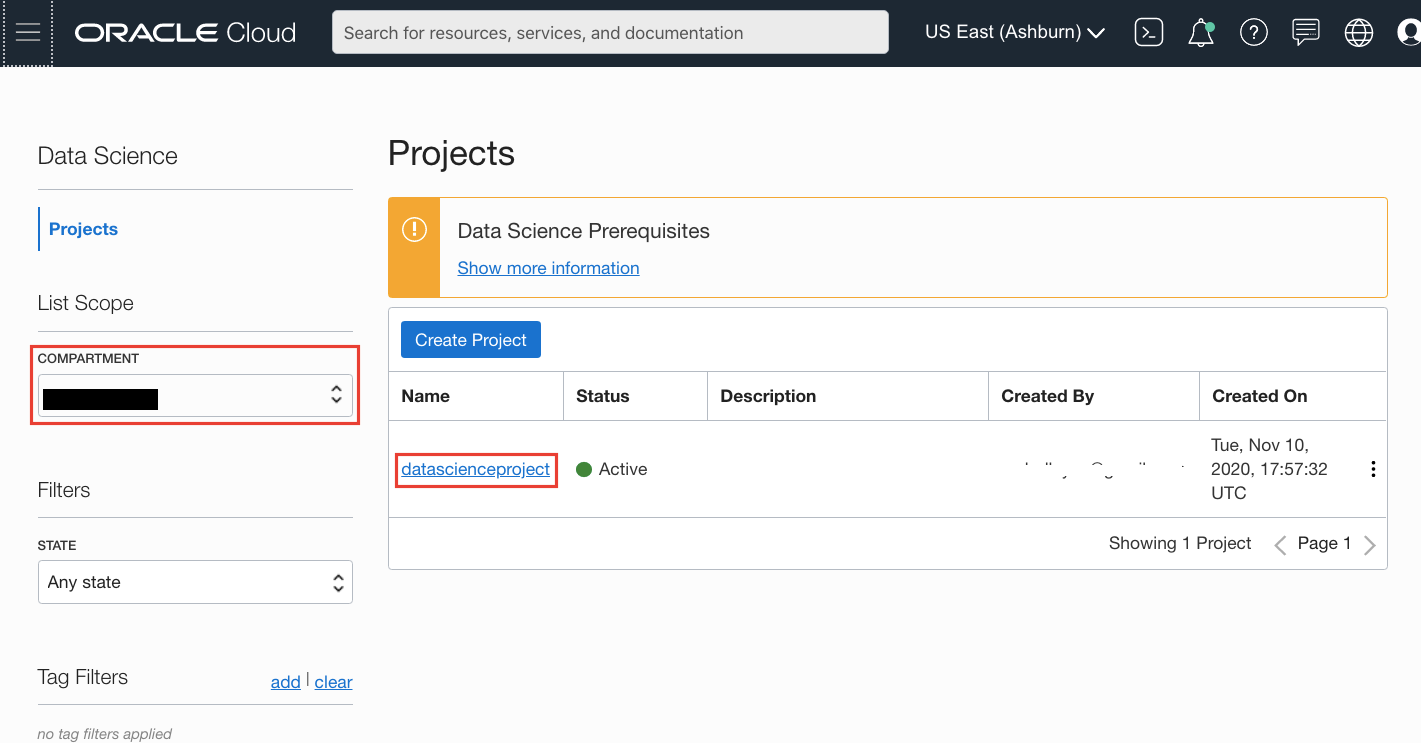 ORACLE Cloud
Search for resources, services, and documentation
US East (Ashburn)
Data Science
Projects
List Scope
COMPARTMENT
Filters
STATE
Any state
Tag Filters
add | clear
no tag filters applied
Projects
Data Science Prerequisites
Show more information
Create Project
Name Status Description Created By Created On
datascienceproject Active
Tue, Nov 10,
2020, 17:57:32
UTC
Showing 1 Project Page 1